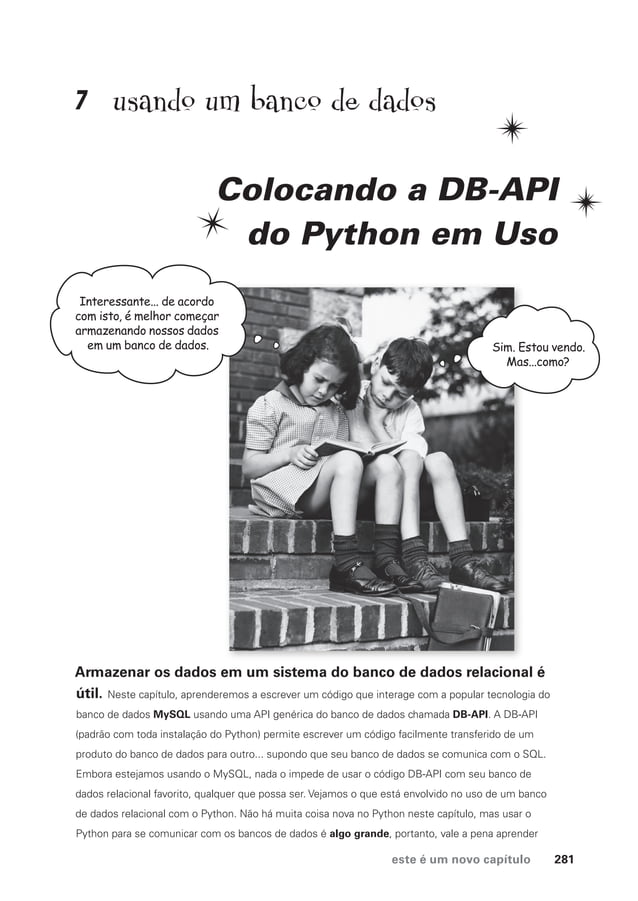 7 usando um banco de dados
Colocando a DB-API
do Python em Uso
Interessante... de acordo
com isto, é melhor começar
armazenando nossos dados
em um banco de dados.
Sim. Estou vendo.
Mas...como?
Armazenar os dados em um sistema do banco de dados relacional é
útil. Neste capítulo, aprenderemos a escrever um código que interage com a popular tecnologia do
banco de dados MySQL usando uma API genérica do banco de dados chamada DB-API. A DB-API
(padrão com toda instalação do Python) permite escrever um código facilmente transferido de um
produto do banco de dados para outro... supondo que seu banco de dados se comunica com o SQL.
Embora estejamos usando o MySQL, nada o impede de usar o código DB-API com seu banco de
dados relacional favorito, qualquer que possa ser. Vejamos o que está envolvido no uso de um banco
de dados relacional com o Python. Não há muita coisa nova no Python neste capítulo, mas usar o
Python para se comunicar com os bancos de dados é algo grande, portanto, vale a pena aprender
este é um novo capítulo 281